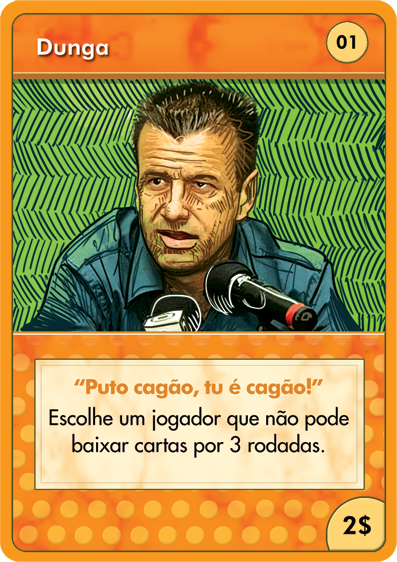 Dunga
01
“Puto cagão, tu é cagão!”
Escolhe um jogador que não pode
baixar cartas por 3 rodadas.
2$